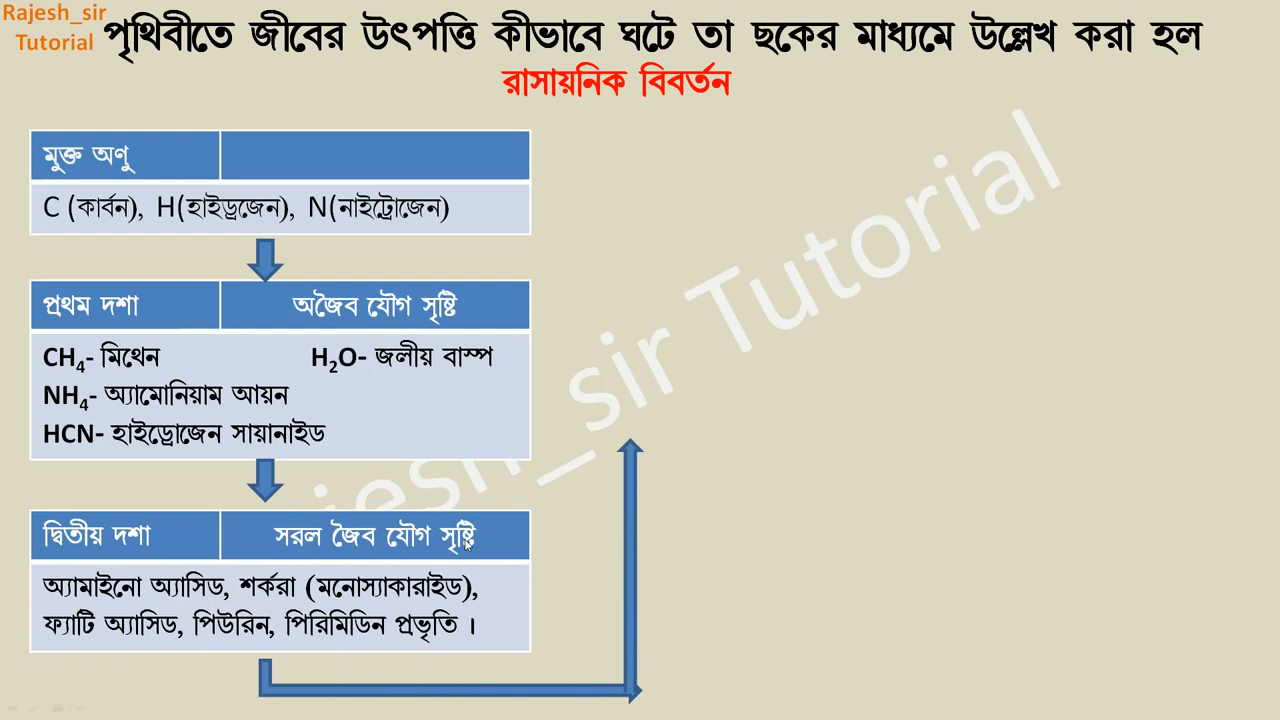 Rajesh_sir
Tutorial
পৃথিবীতে জীবের উৎপত্তি কীভাবে ঘটে তা ছকের মাধ্যমে উল্লেখ করা হল
রাসায়নিক বিবর্তন
মুক্ত অণু
C (কার্বন), H(হাইড্রজেন), N(নাইট্রোজেন)
প্রথম দশা অজৈব যৌগ সৃষ্টি
CH4- মিথেন H2O- জলীয় বাস্প
NH4- অ্যামোনিয়াম আয়ন
HCN- হাইড্রোজেন সায়ানাইড
দ্বিতীয় দশা সরল জৈব যৌগ সৃষ্টি
অ্যামাইনো অ্যাসিড, শর্করা (মনোস্যাকারাইড),
ফ্যাটি অ্যাসিড, পিউরিন, পিরিমিডিন প্রভৃতি ।
Rajesh_sir Tutorial